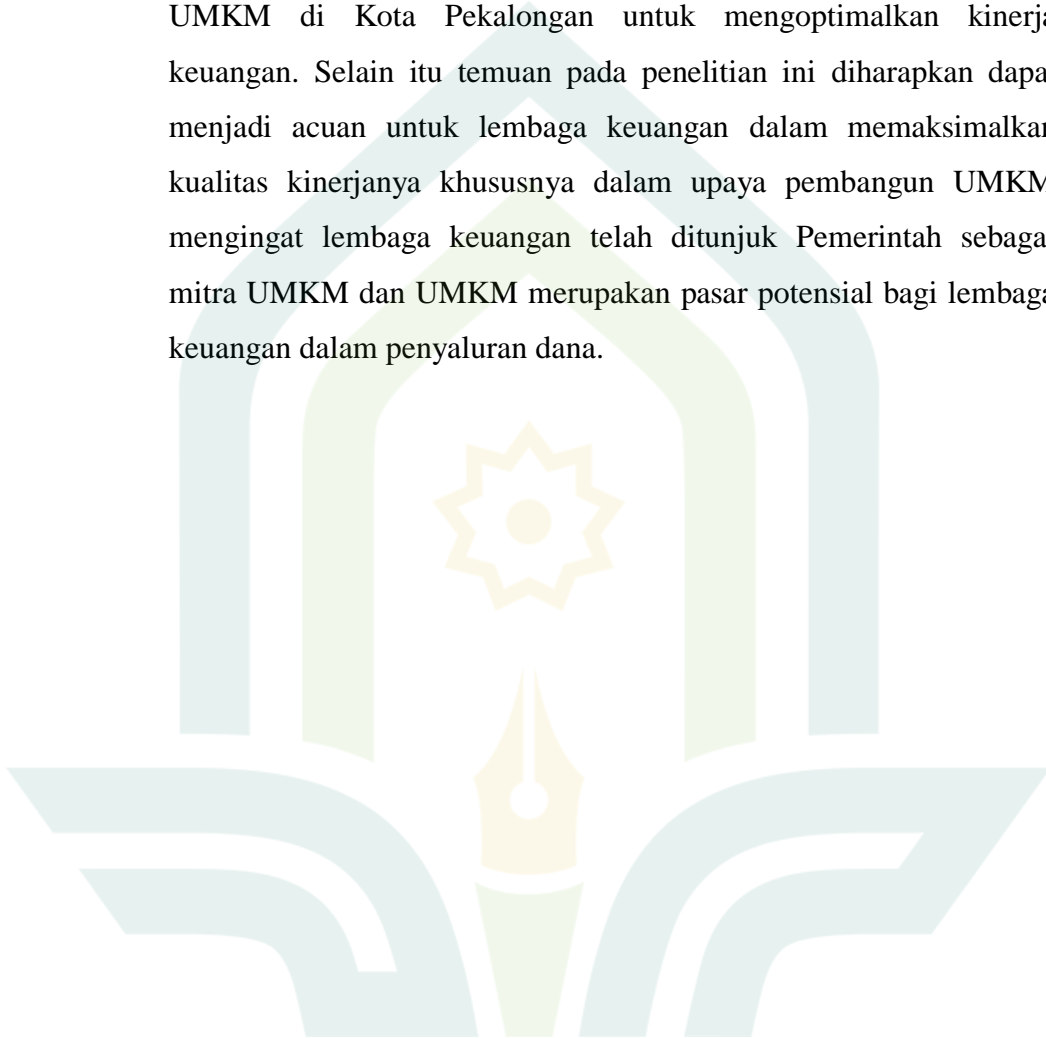 UMKM di Kota Pekalongan untuk mengoptimalkan kinerja
keuangan. Selain itu temuan pada penelitian ini diharapkan dapa
menjadi acuan untuk lembaga keuangan dalam memaksimalkan
kualitas kinerjanya khususnya dalam upaya pembangun UMKM
mengingat lembaga keuangan telah ditunjuk Pemerintah sebaga
mitra UMKM dan UMKM merupakan pasar potensial bagi lembaga
keuangan dalam penyaluran dana.